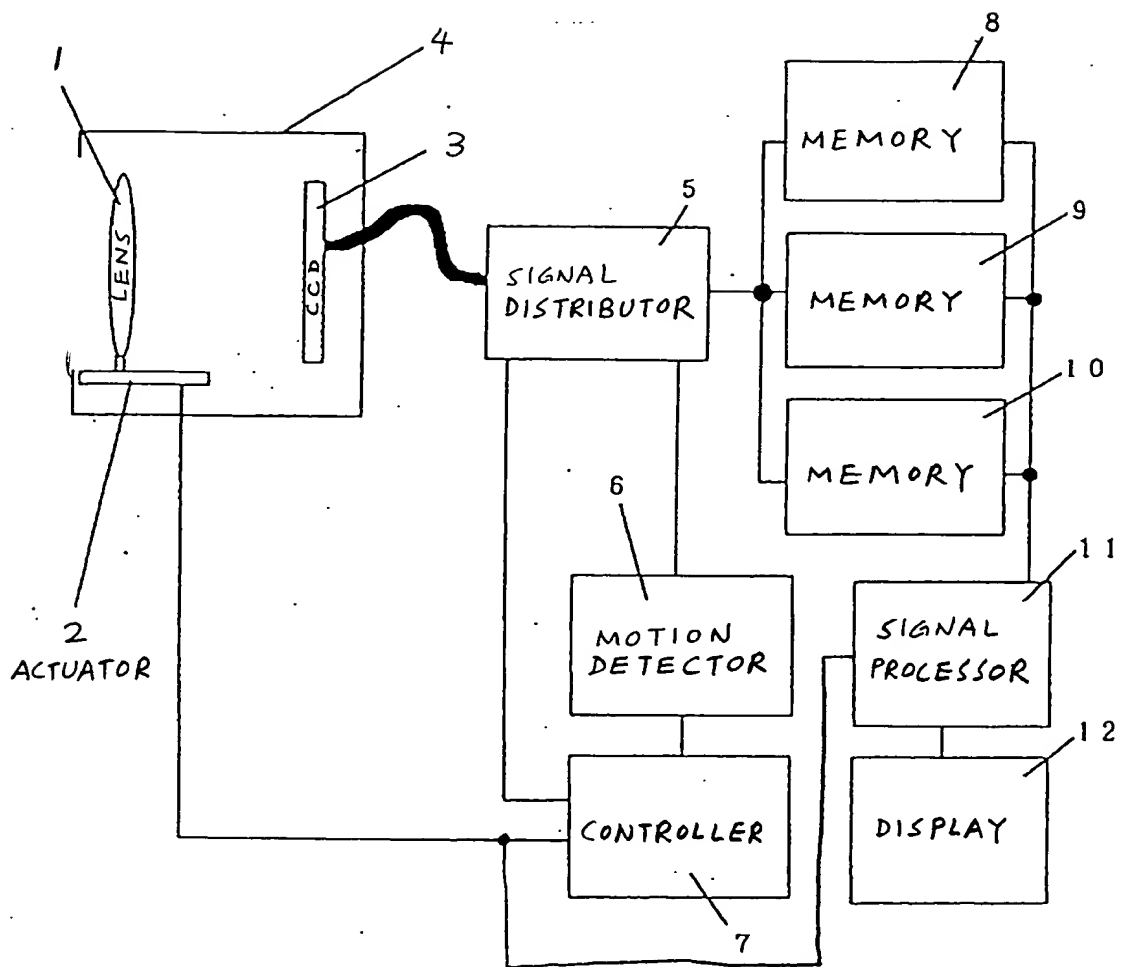 8
4
1
MEMORY
3
5
9
LENS
CCD
SIGNAL
DISTRIBUTOR
MEMORY
10
MEMORY
6
11
2
ACTUATOR
MOTION
DETECTOR
SIGNAL
PROCESSOR
12
CONTROLLER
DISPLAY
7